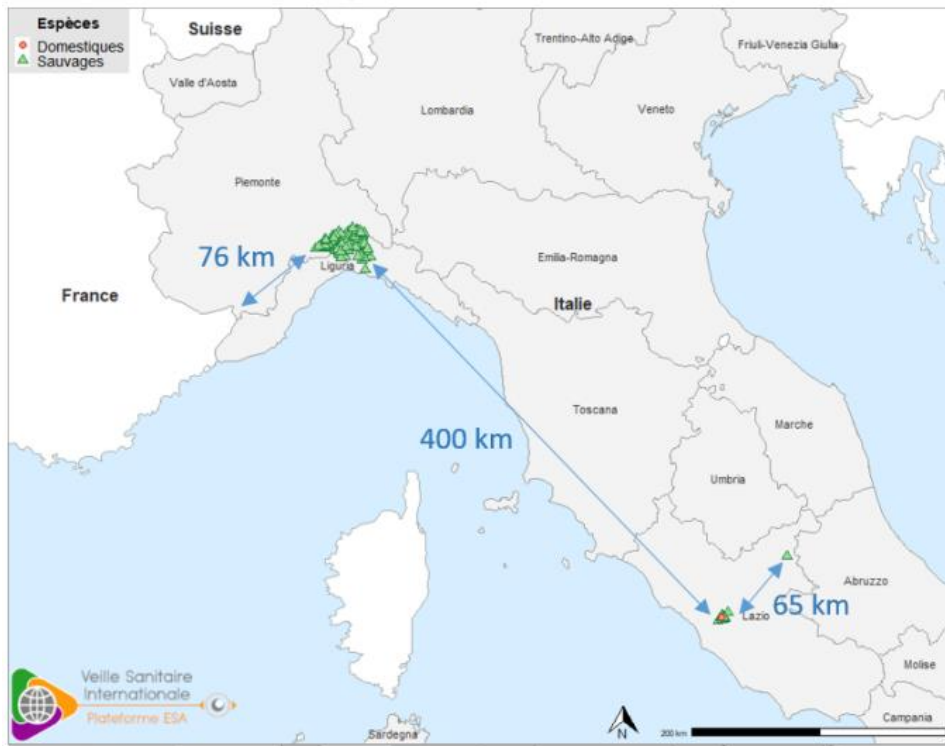 Espèces
Domestiques
Sauvages
Suisse
Trentino-Alto Adige
Friuli-Venezia Giulia
Valle d'Aosta
Lombardia
Veneto
Piemonte
76 km
Liguria
Emilia-Romagna
France
Italie
Toscana
Marche
400 km
Umbria
Abruzzo
65 km
Lazio
Molise
Campania
Sardegna
Veille Sanitaire
Internationale
Plateforme ESA
N
200 km